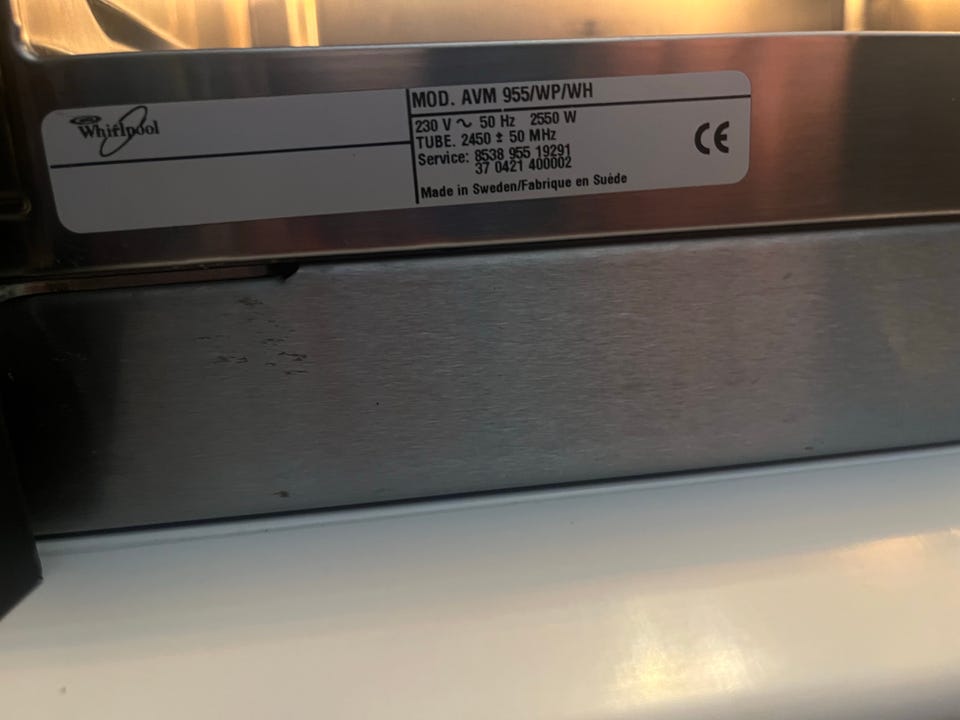 Whirlpool
MOD. AVM 955/WP/WH
230 V ~ 50 Hz 2550 W
TUBE. 2450 ± 50 MHz
Service: 8538 955 19291
37 0421 400002
Made in Sweden/Fabrique en Suède
CE